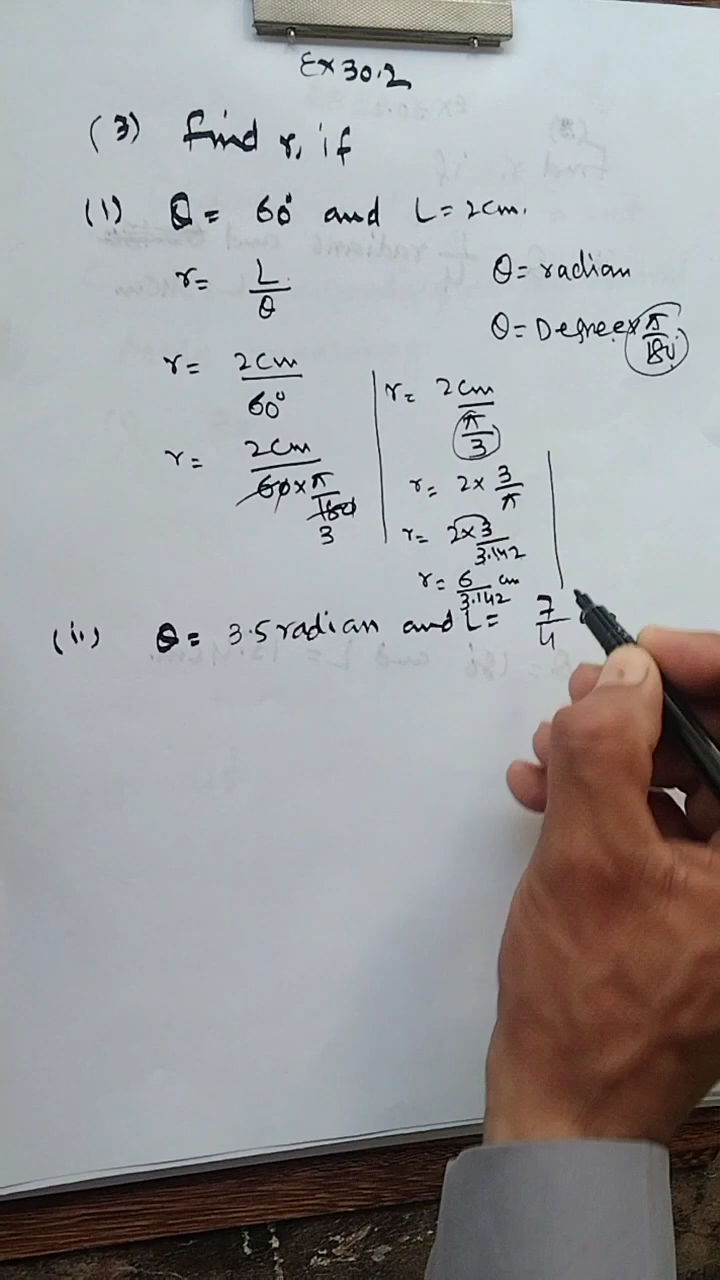 Ex 30.2
(3) Find r, if
(i) θ = 60° and L = 2cm.
r = L/θ
θ = radian
θ = Degree × π/180
r = 2cm/60°
r = 2cm/(60 × π/180)
3
r = 2cm/(π/3)
r = 2 × 3/π
r = 2×3/3.142
r = 6/3.142 cm
(ii) θ = 3.5 radian and L = 7/4